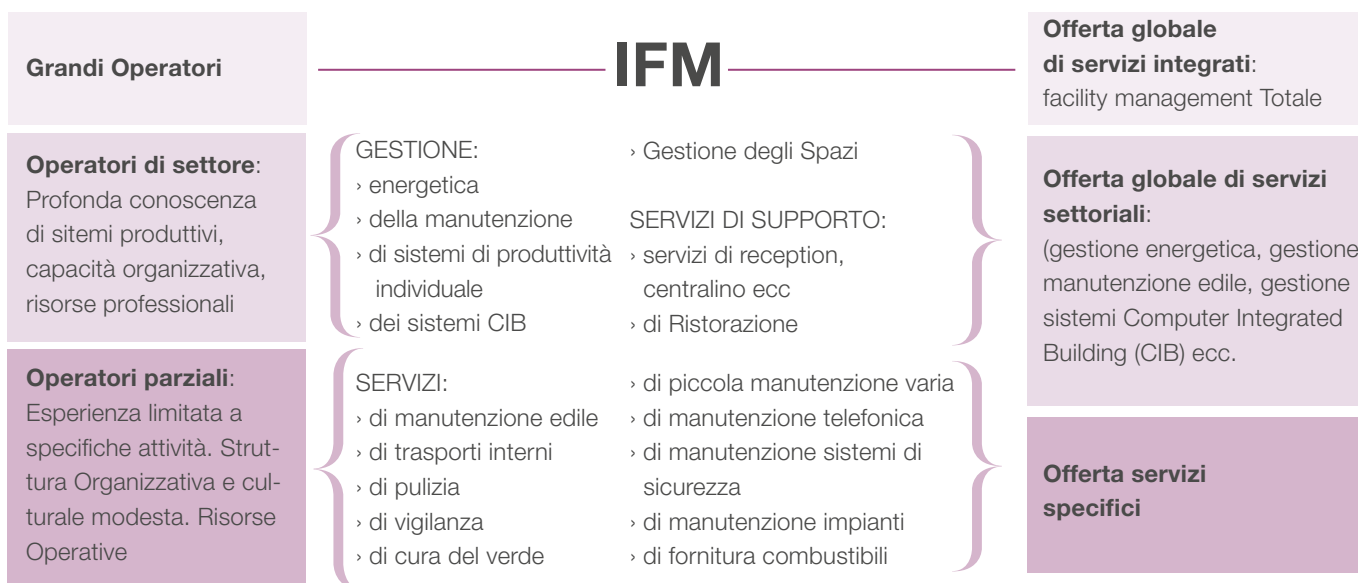 Grandi Operatori
IFM
Offerta globale
di servizi integrati:
facility management Totale
Operatori di settore:
Profonda conoscenza
di sitemi produttivi,
capacità organizzativa,
risorse professionali
GESTIONE:
› energetica
› della manutenzione
› di sistemi di produttività
individuale
› dei sistemi CIB
› Gestione degli Spazi
SERVIZI DI SUPPORTO:
› servizi di reception,
centralino ecc
› di Ristorazione
Offerta globale di servizi
settoriali:
(gestione energetica, gestione
manutenzione edile, gestione
sistemi Computer Integrated
Building (CIB) ecc.
Operatori parziali:
Esperienza limitata a
specifiche attività. Strut-
tura Organizzativa e cul-
turale modesta. Risorse
Operative
SERVIZI:
› di manutenzione edile
› di trasporti interni
› di pulizia
› di vigilanza
› di cura del verde
› di piccola manutenzione varia
› di manutenzione telefonica
› di manutenzione sistemi di
sicurezza
› di manutenzione impianti
› di fornitura combustibili
Offerta servizi
specifici